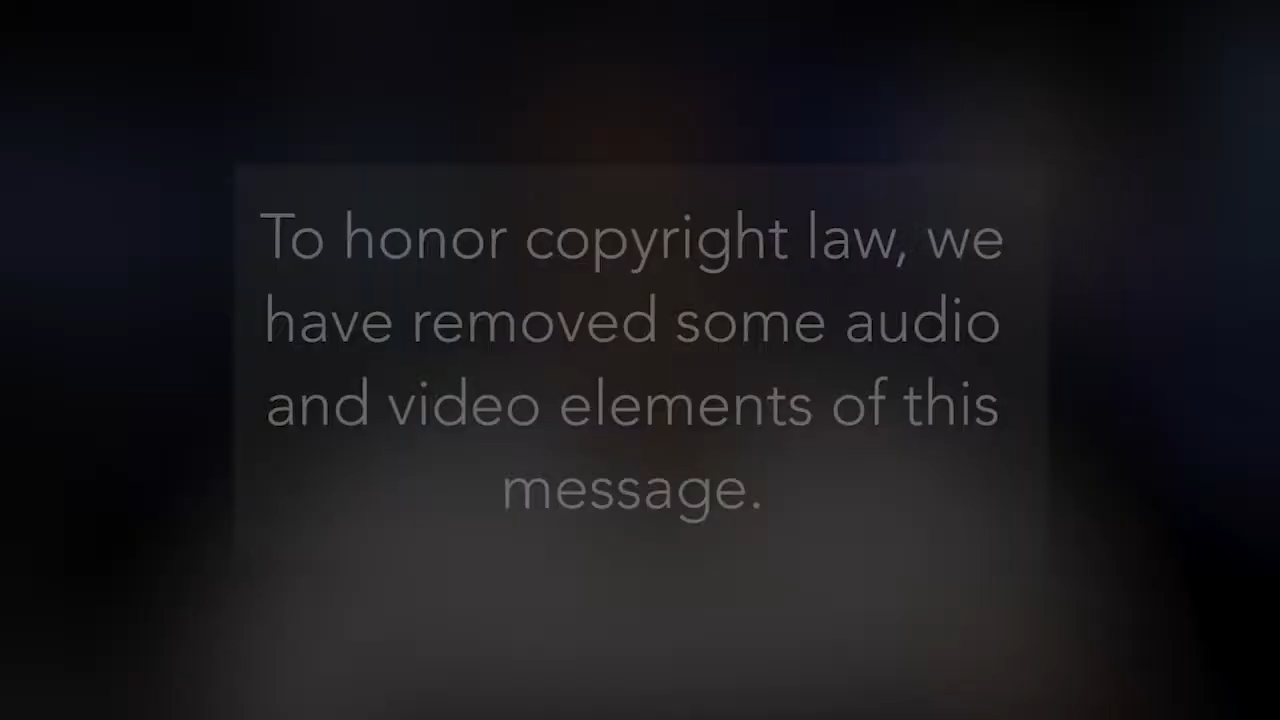 To honor copyright law, we
have removed some audio
and video elements of this
message.